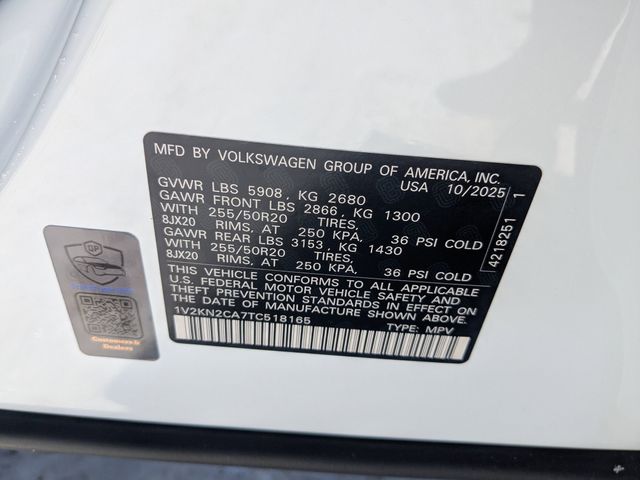 MFD BY VOLKSWAGEN GROUP OF AMERICA, INC.
USA 10/2025
GVWR LBS 5908, KG 2680
GAWR FRONT LBS 2866, KG 1300
WITH 255/50R20 TIRES,
8JX20 RIMS, AT 250 KPA, 36 PSI COLD
GAWR REAR LBS 3153, KG 1430
WITH 255/50R20 TIRES,
8JX20 RIMS, AT 250 KPA, 36 PSI COLD
THIS VEHICLE CONFORMS TO ALL APPLICABLE
U.S. FEDERAL MOTOR VEHICLE SAFETY AND
THEFT PREVENTION STANDARDS IN EFFECT ON
DATE OF MANUFACTURE SHOWN ABOVE.
1V2KN2CA7TC518165
TYPE: MPV
4218251 1
QP
Customers &
Dealers